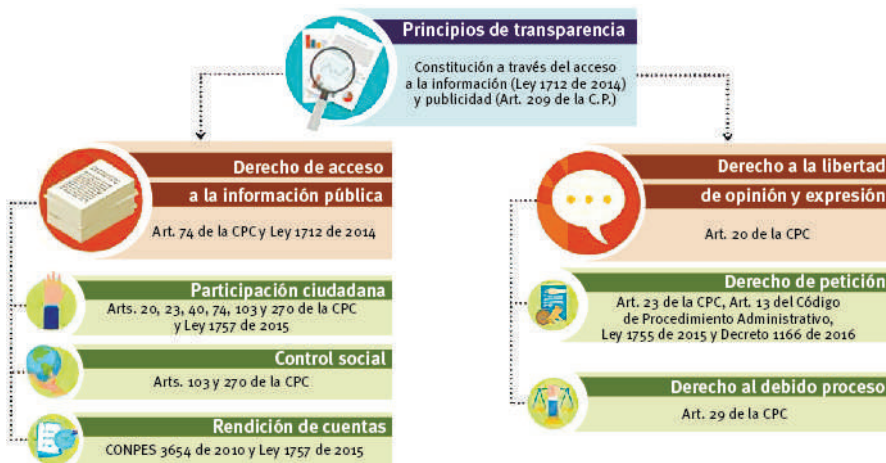 Principios de transparencia
Constitución a través del acceso
a la información (Ley 1712 de 2014)
y publicidad (Art. 209 de la C.P.)
Derecho de acceso
a la información pública
Art. 74 de la CPC y Ley 1712 de 2014
Participación ciudadana
Arts. 20, 23, 40, 74, 103 y 270 de la CPC
y Ley 1757 de 2015
Control social
Arts. 103 y 270 de la CPC
Rendición de cuentas
CONPES 3654 de 2010 y Ley 1757 de 2015
Derecho a la libertad
de opinión y expresión
Art. 20 de la CPC
Derecho de petición
Art. 23 de la CPC, Art. 13 del Código
de Procedimiento Administrativo,
Ley 1755 de 2015 y Decreto 1166 de 2016
Derecho al debido proceso
Art. 29 de la CPC